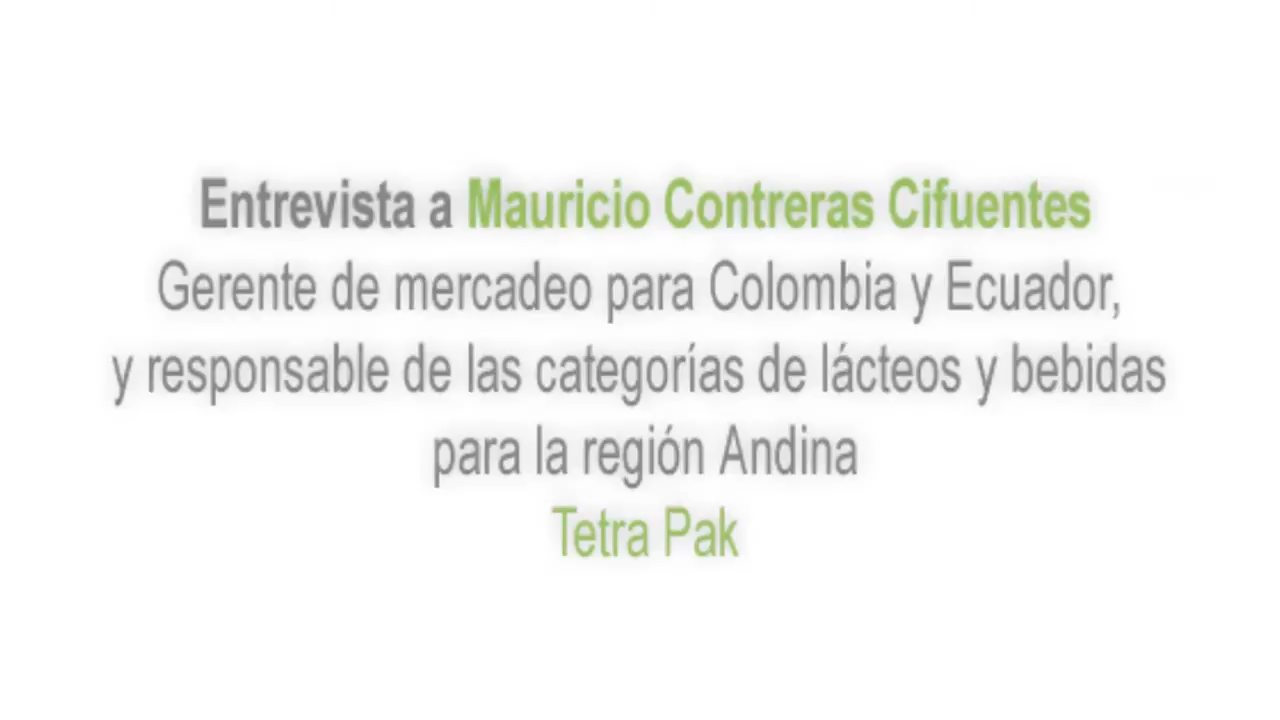 Entrevista a Mauricio Contreras Cifuentes
Gerente de mercadeo para Colombia y Ecuador,
y responsable de las categorías de lácteos y bebidas
para la región Andina
Tetra Pak